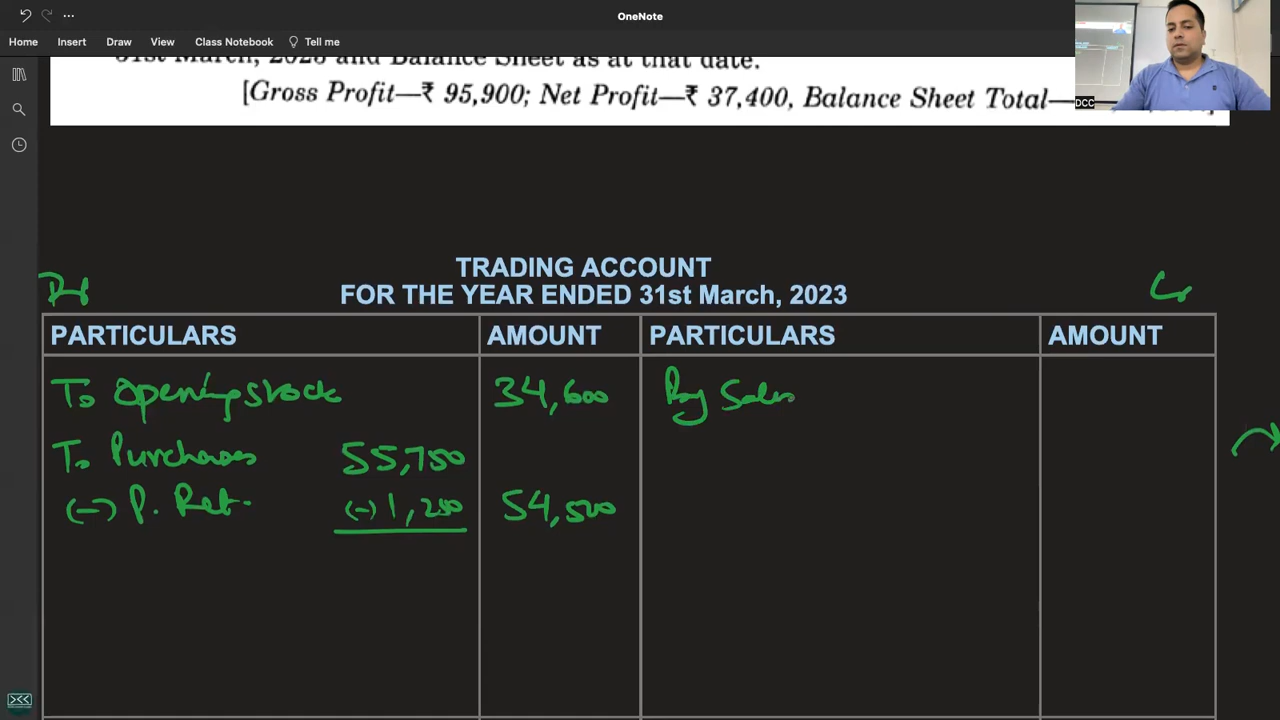 OneNote
Home Insert Draw View Class Notebook Tell me
31st March, 2023 and Balance Sheet as at that date.
[Gross Profit—₹ 95,900; Net Profit—₹ 37,400, Balance Sheet Total—
DCC
TRADING ACCOUNT
FOR THE YEAR ENDED 31st March, 2023
Dr Cr
PARTICULARS AMOUNT PARTICULARS AMOUNT
To Opening Stock 34,600 By Sales
To Purchases 55,750
(-) P. Ret. (-) 1,250 54,500